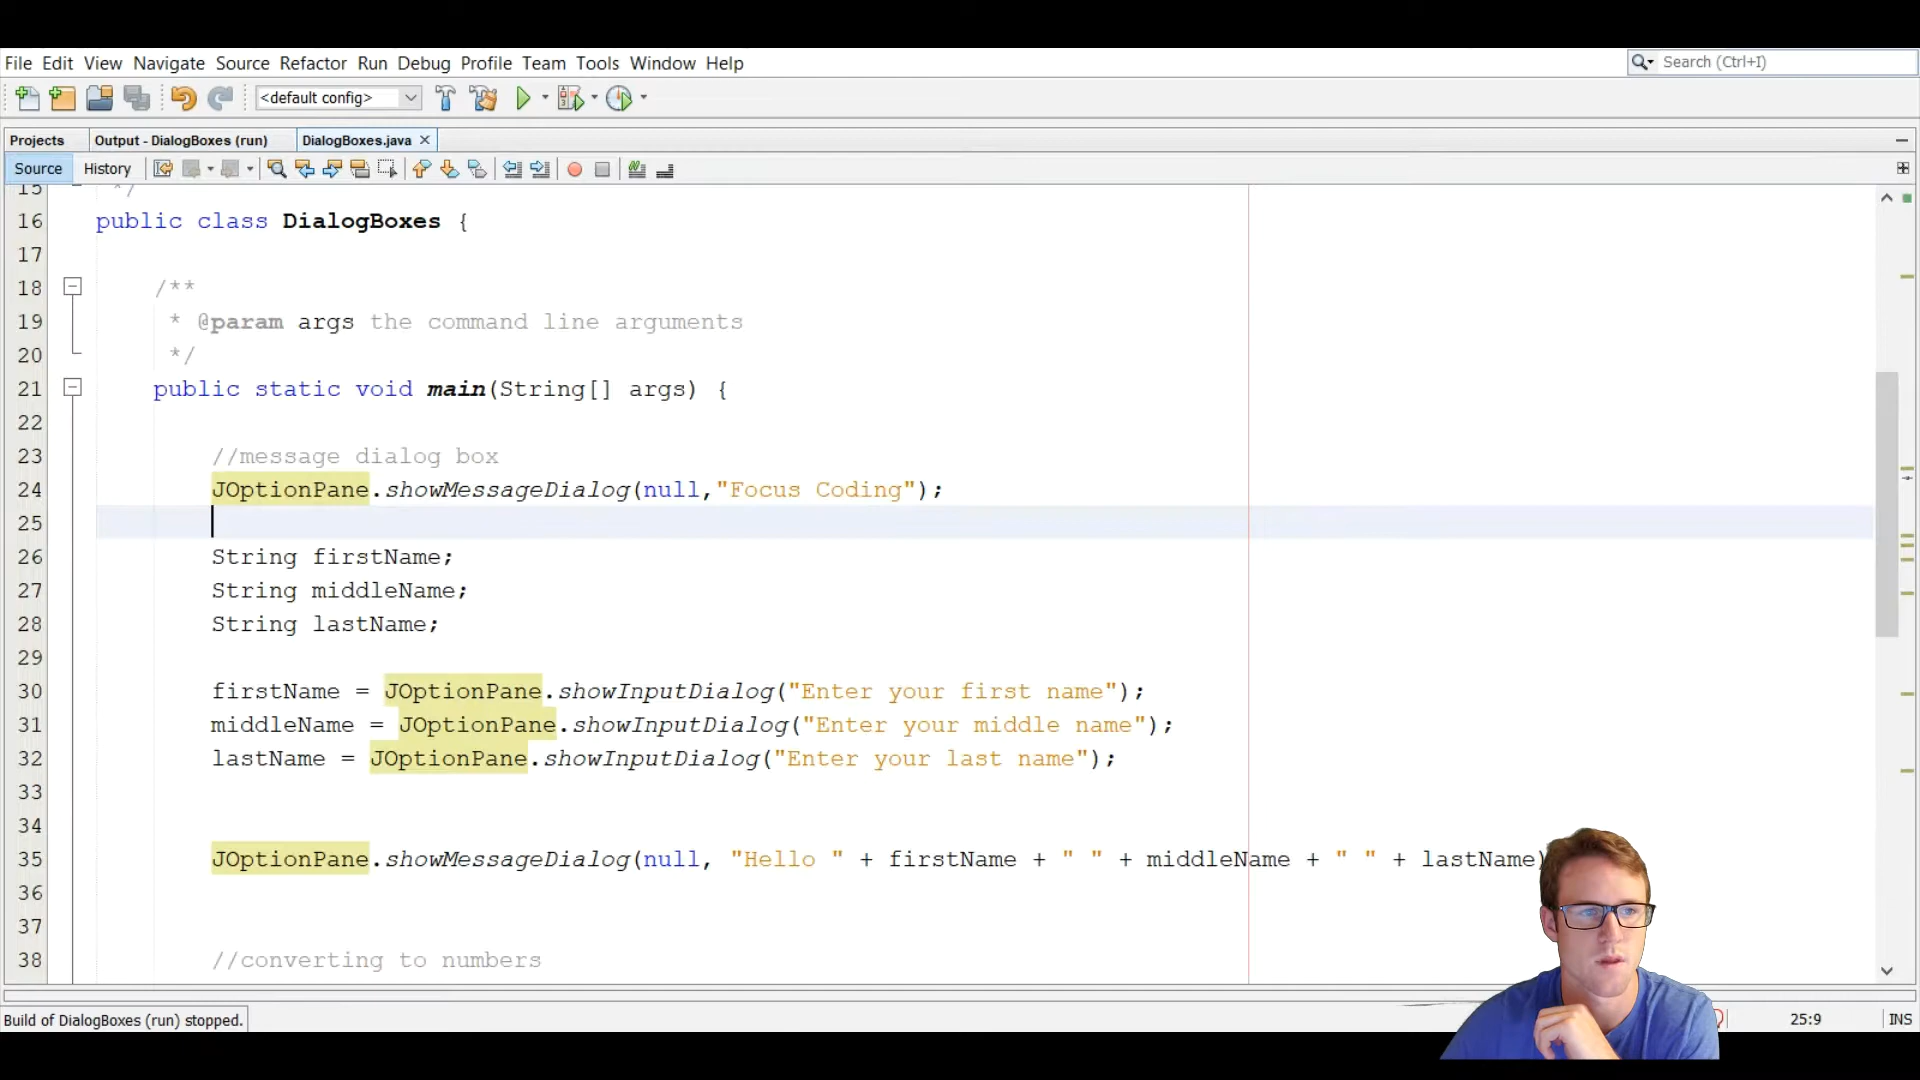 File Edit View Navigate Source Refactor Run Debug Profile Team Tools Window Help
Search (Ctrl+I)
<default config>
Projects Output - DialogBoxes (run) DialogBoxes.java
Source History
15 */
16 public class DialogBoxes {
17
18 /**
19 * @param args the command line arguments
20 */
21 public static void main(String[] args) {
22
23 //message dialog box
24 JOptionPane.showMessageDialog(null,"Focus Coding");
25
26 String firstName;
27 String middleName;
28 String lastName;
29
30 firstName = JOptionPane.showInputDialog("Enter your first name");
31 middleName = JOptionPane.showInputDialog("Enter your middle name");
32 lastName = JOptionPane.showInputDialog("Enter your last name");
33
34
35 JOptionPane.showMessageDialog(null, "Hello " + firstName + " " + middleName + " " + lastName)
36
37
38 //converting to numbers
Build of DialogBoxes (run) stopped.
25:9 INS